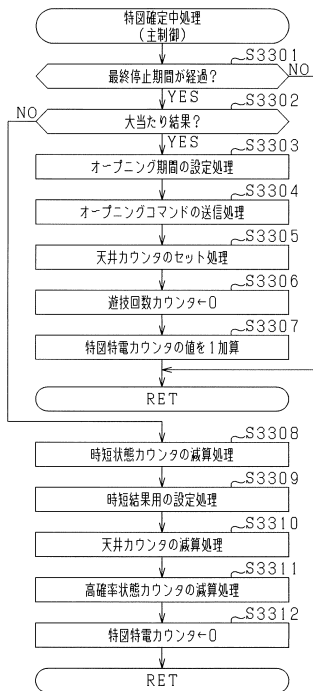 特図確定中処理
（主制御）
S3301
最終停止期間が経過？
NO
YES
S3302
NO
大当たり結果？
YES
S3303
オープニング期間の設定処理
S3304
オープニングコマンドの送信処理
S3305
天井カウンタのセット処理
S3306
遊技回数カウンタ←0
S3307
特図特電カウンタの値を1加算
RET
S3308
時短状態カウンタの減算処理
S3309
時短結果用の設定処理
S3310
天井カウンタの減算処理
S3311
高確率状態カウンタの減算処理
S3312
特図特電カウンタ←0
RET